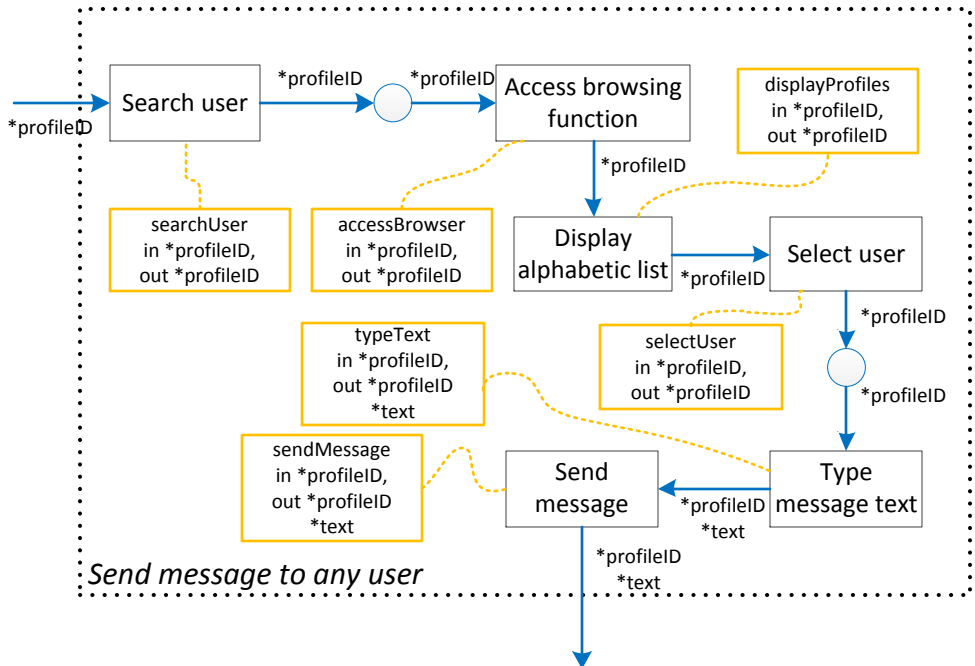 *profileID
Search user
*profileID
*profileID
Access browsing
function
displayProfiles
in *profileID,
out *profileID
*profileID
searchUser
in *profileID,
out *profileID
accessBrowser
in *profileID,
out *profileID
Display
alphabetic list
*profileID
Select user
*profileID
typeText
in *profileID,
out *profileID
*text
selectUser
in *profileID,
out *profileID
*profileID
sendMessage
in *profileID,
out *profileID
*text
Send
message
*profileID
*text
Type
message text
*profileID
*text
Send message to any user